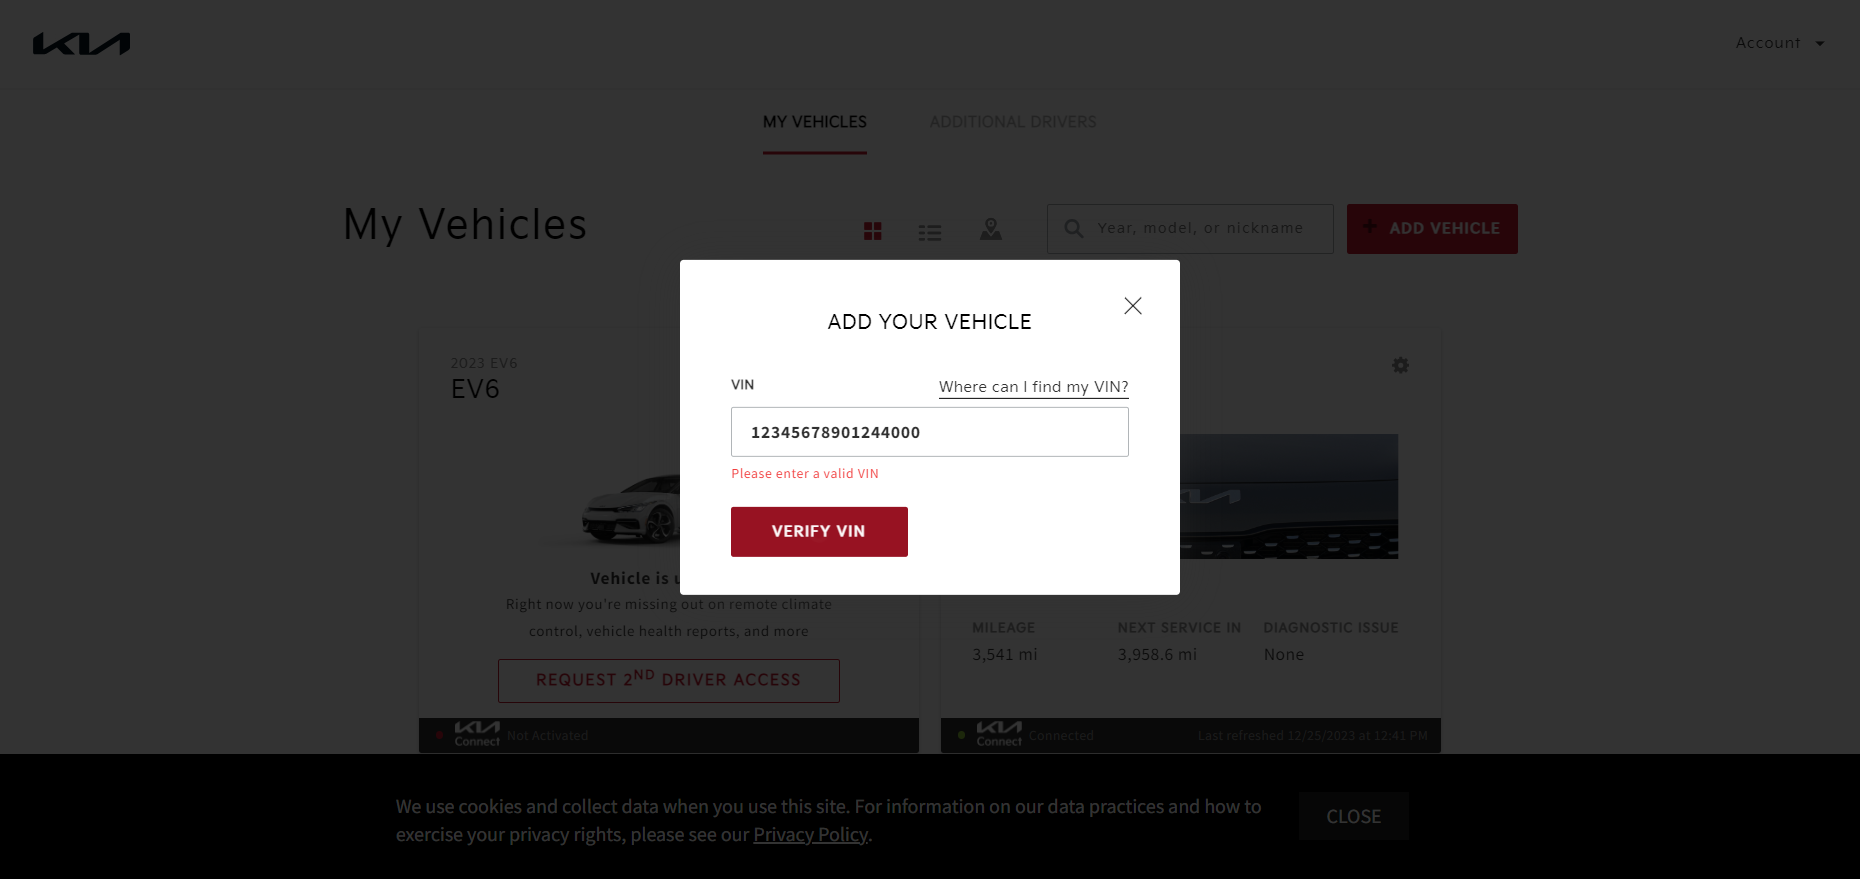 KIA
Account
MY VEHICLES
ADDITIONAL DRIVERS
My Vehicles
Year, model, or nickname
+ ADD VEHICLE
ADD YOUR VEHICLE
VIN
Where can I find my VIN?
12345678901244000
Please enter a valid VIN
VERIFY VIN
2023 EV6
EV6
Vehicle is
Right now you're missing out on remote climate
control, vehicle health reports, and more
REQUEST 2ND DRIVER ACCESS
KIA
Connect Not Activated
KIA
MILEAGE NEXT SERVICE IN DIAGNOSTIC ISSUE
3,541 mi 3,958.6 mi None
KIA
Connect Connected Last refreshed 12/25/2023 at 12:41 PM
We use cookies and collect data when you use this site. For information on our data practices and how to
exercise your privacy rights, please see our Privacy Policy.
CLOSE